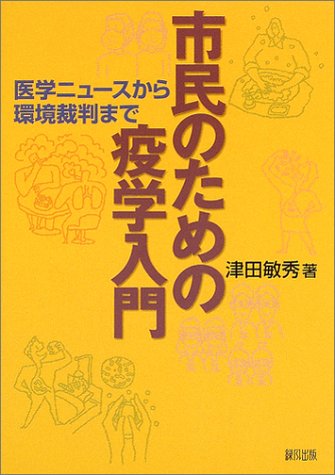 市民のための
疫学入門
医学ニュースから
環境裁判まで
津田敏秀 著
緑風出版